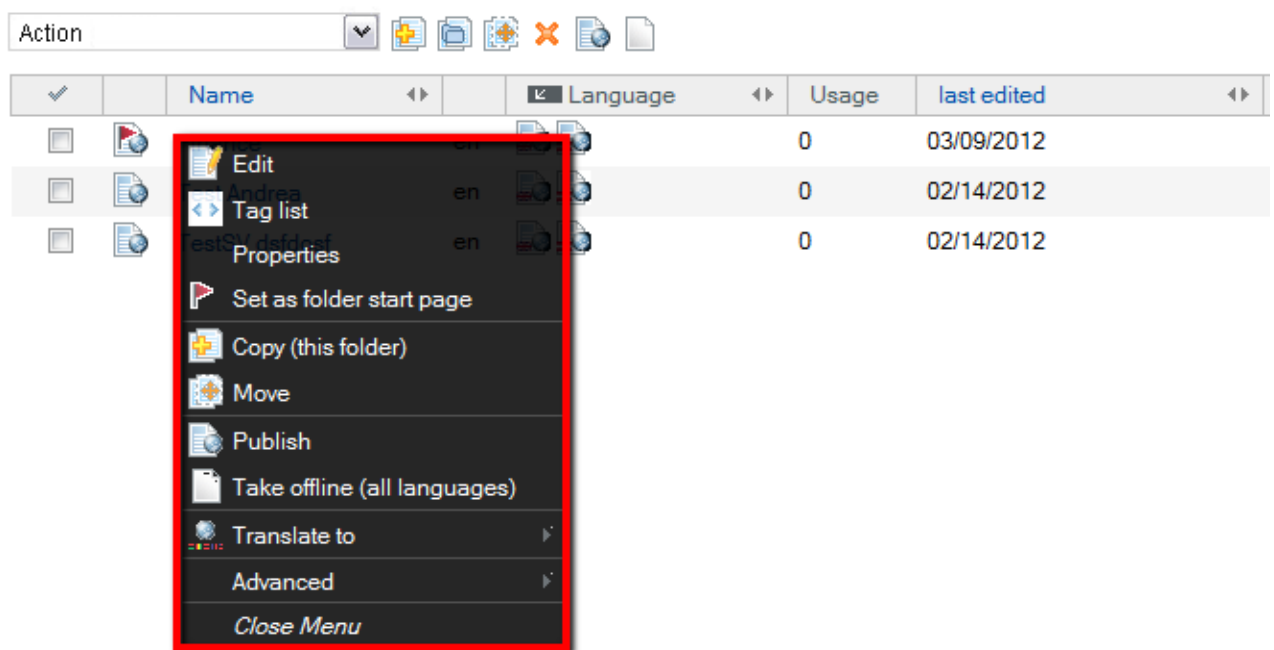 Action
Name Language Usage last edited
en 0 03/09/2012
Edit
Test Andrea en 0 02/14/2012
Tag list
en 0 02/14/2012
Properties
Set as folder start page
Copy (this folder)
Move
Publish
Take offline (all languages)
Translate to
Advanced
Close Menu